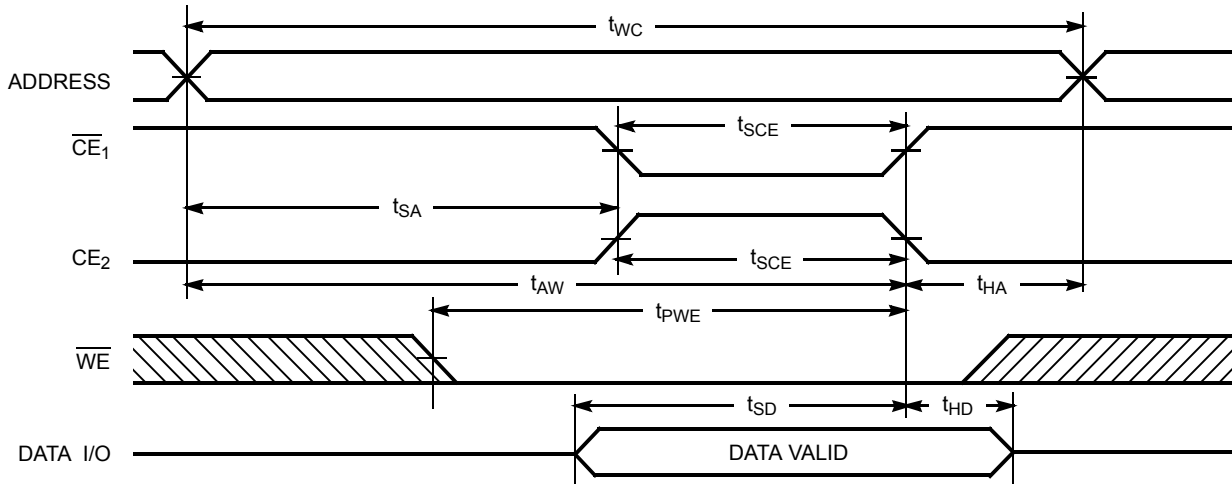 tWC
ADDRESS
CE1
tSCE
tSA
CE2
tSCE
tAW
tHA
tPWE
WE
tSD
tHD
DATA I/O
DATA VALID